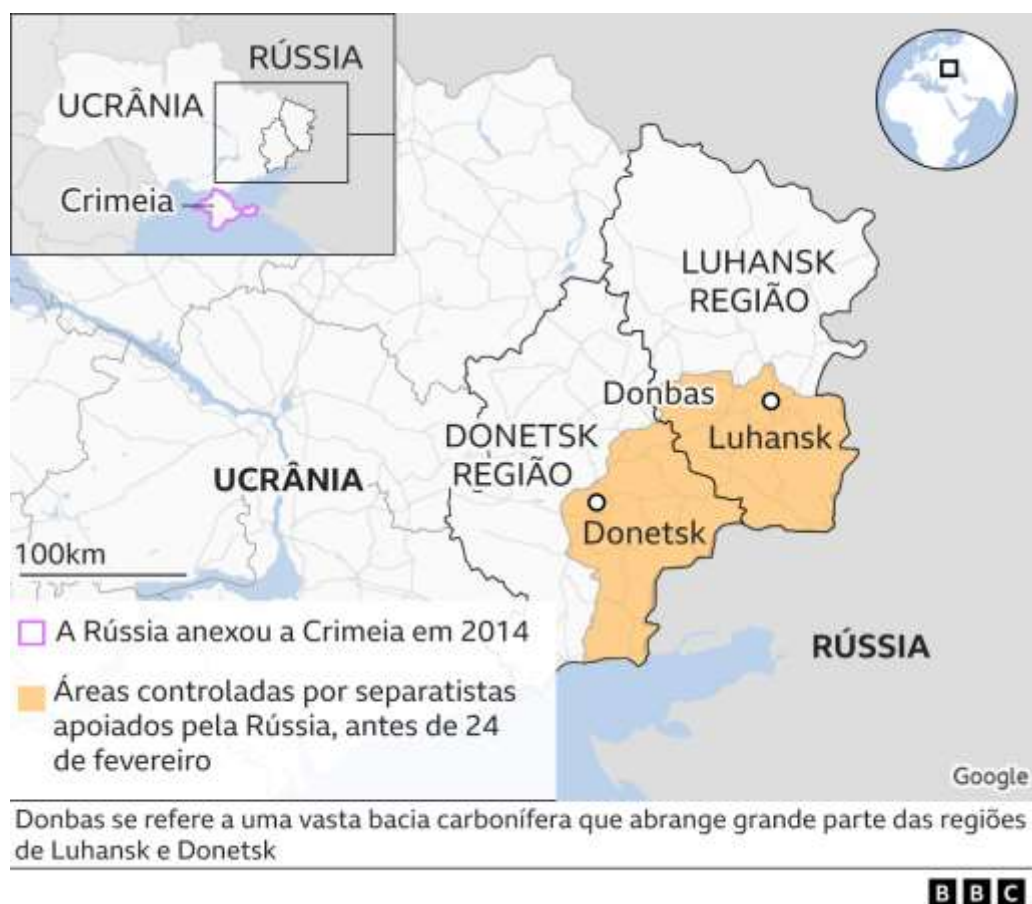 RÚSSIA
UCRÂNIA
Crimeia
LUHANSK
REGIÃO
Donbas
Luhansk
DONETSK
REGIÃO
UCRÂNIA
Donetsk
100km
RÚSSIA
A Rússia anexou a Crimeia em 2014
Áreas controladas por separatistas
apoiados pela Rússia, antes de 24
de fevereiro
Google
Donbas se refere a uma vasta bacia carbonífera que abrange grande parte das regiões
de Luhansk e Donetsk
BBC